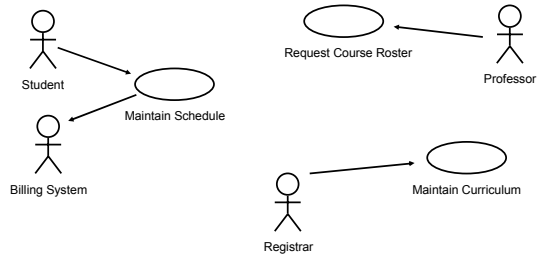 Request Course Roster
Professor
Student
Maintain Schedule
Billing System
Maintain Curriculum
Registrar